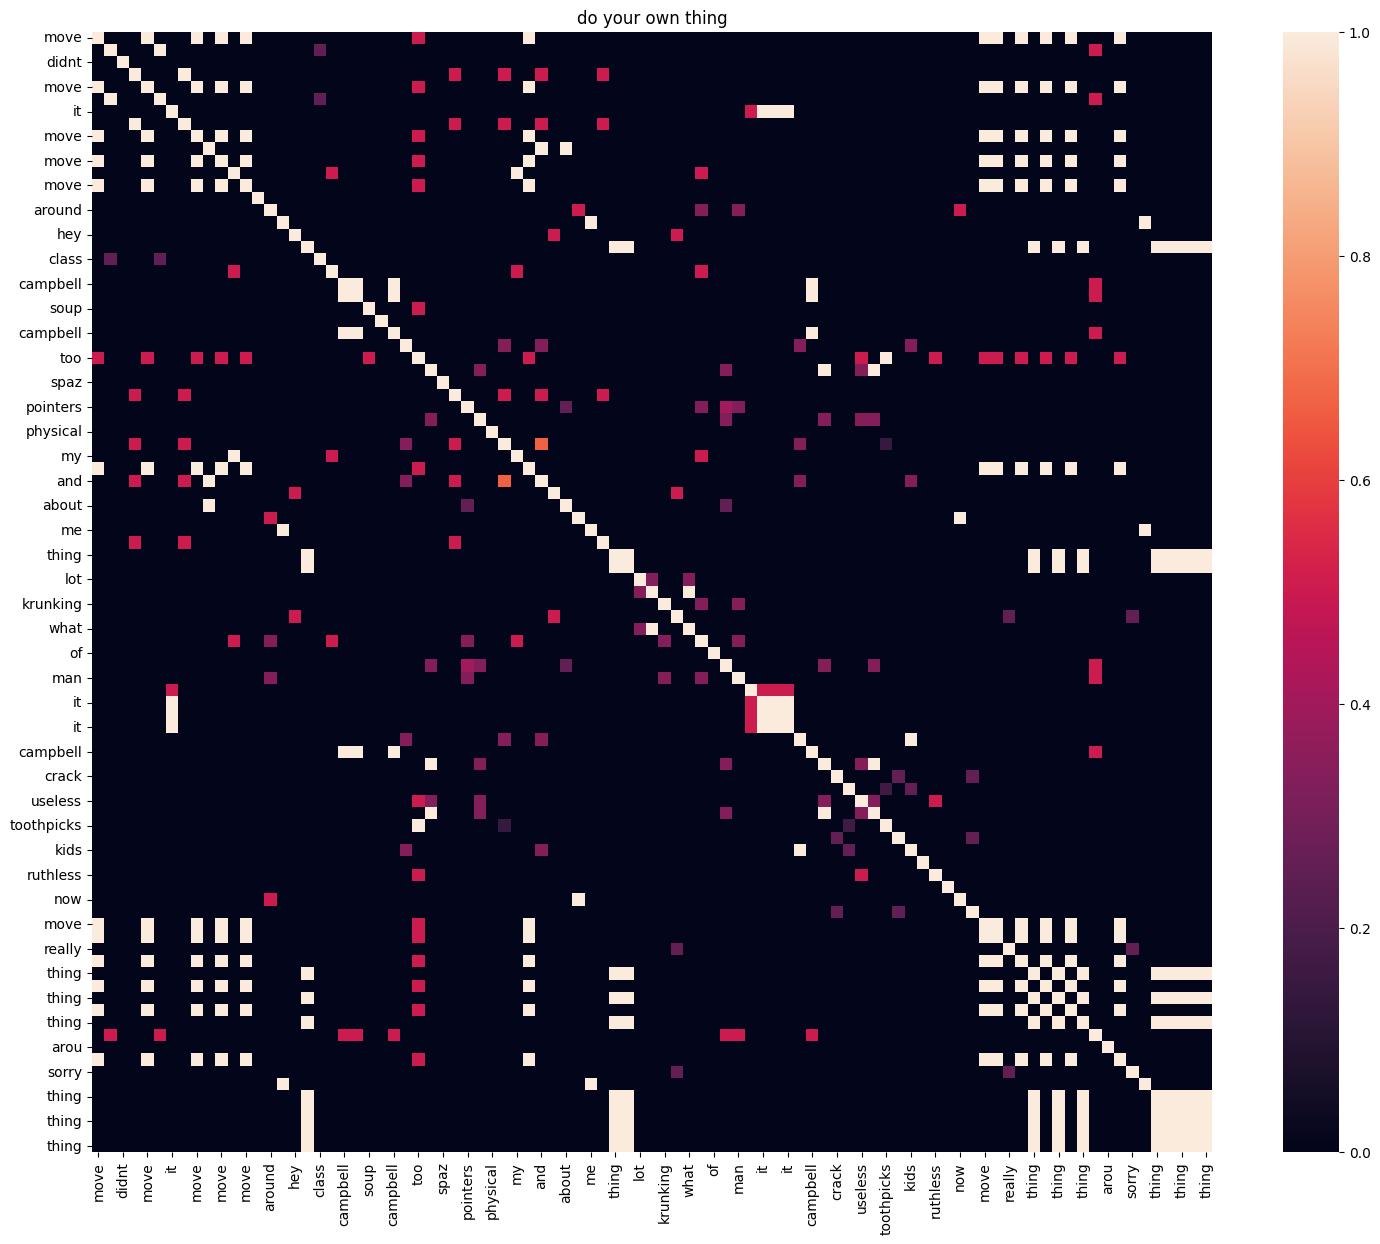 do your own thing
move
didnt
move
it
move
move
move
around
hey
class
campbell
soup
campbell
too
spaz
pointers
physical
my
and
about
me
thing
lot
krunking
what
of
man
it
it
campbell
crack
useless
toothpicks
kids
ruthless
now
move
really
thing
thing
thing
arou
sorry
thing
thing
thing
1.0
0.8
0.6
0.4
0.2
0.0
move
didnt
move
it
move
move
move
around
hey
class
campbell
soup
campbell
too
spaz
pointers
physical
my
and
about
me
thing
lot
krunking
what
of
man
it
it
campbell
crack
useless
toothpicks
kids
ruthless
now
move
really
thing
thing
thing
arou
sorry
thing
thing
thing